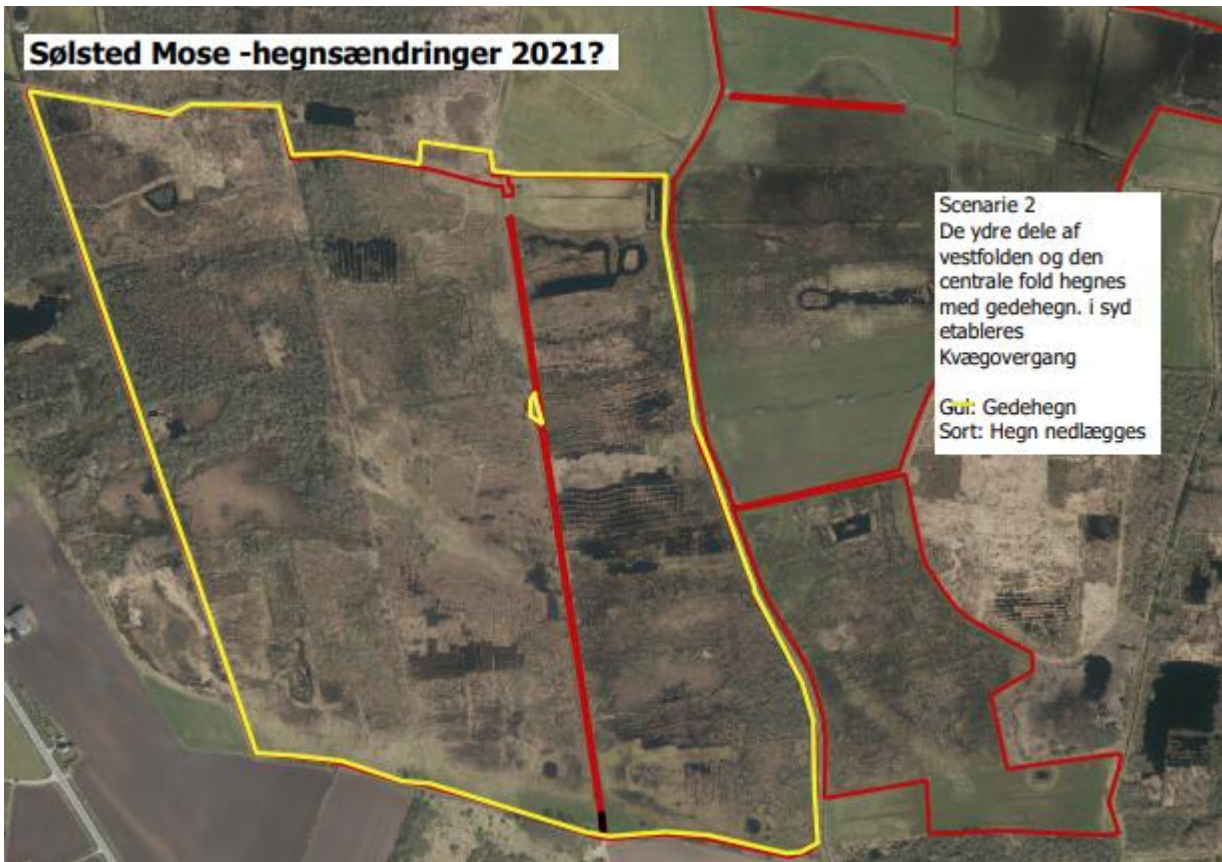 Sølsted Mose -hegnsændringer 2021?
Scenarie 2
De ydre dele af
vestfolden og den
centrale fold hegnes
med gedehegn. i syd
etableres
Kvægovergang
Gul: Gedehegn
Sort: Hegn nedlægges